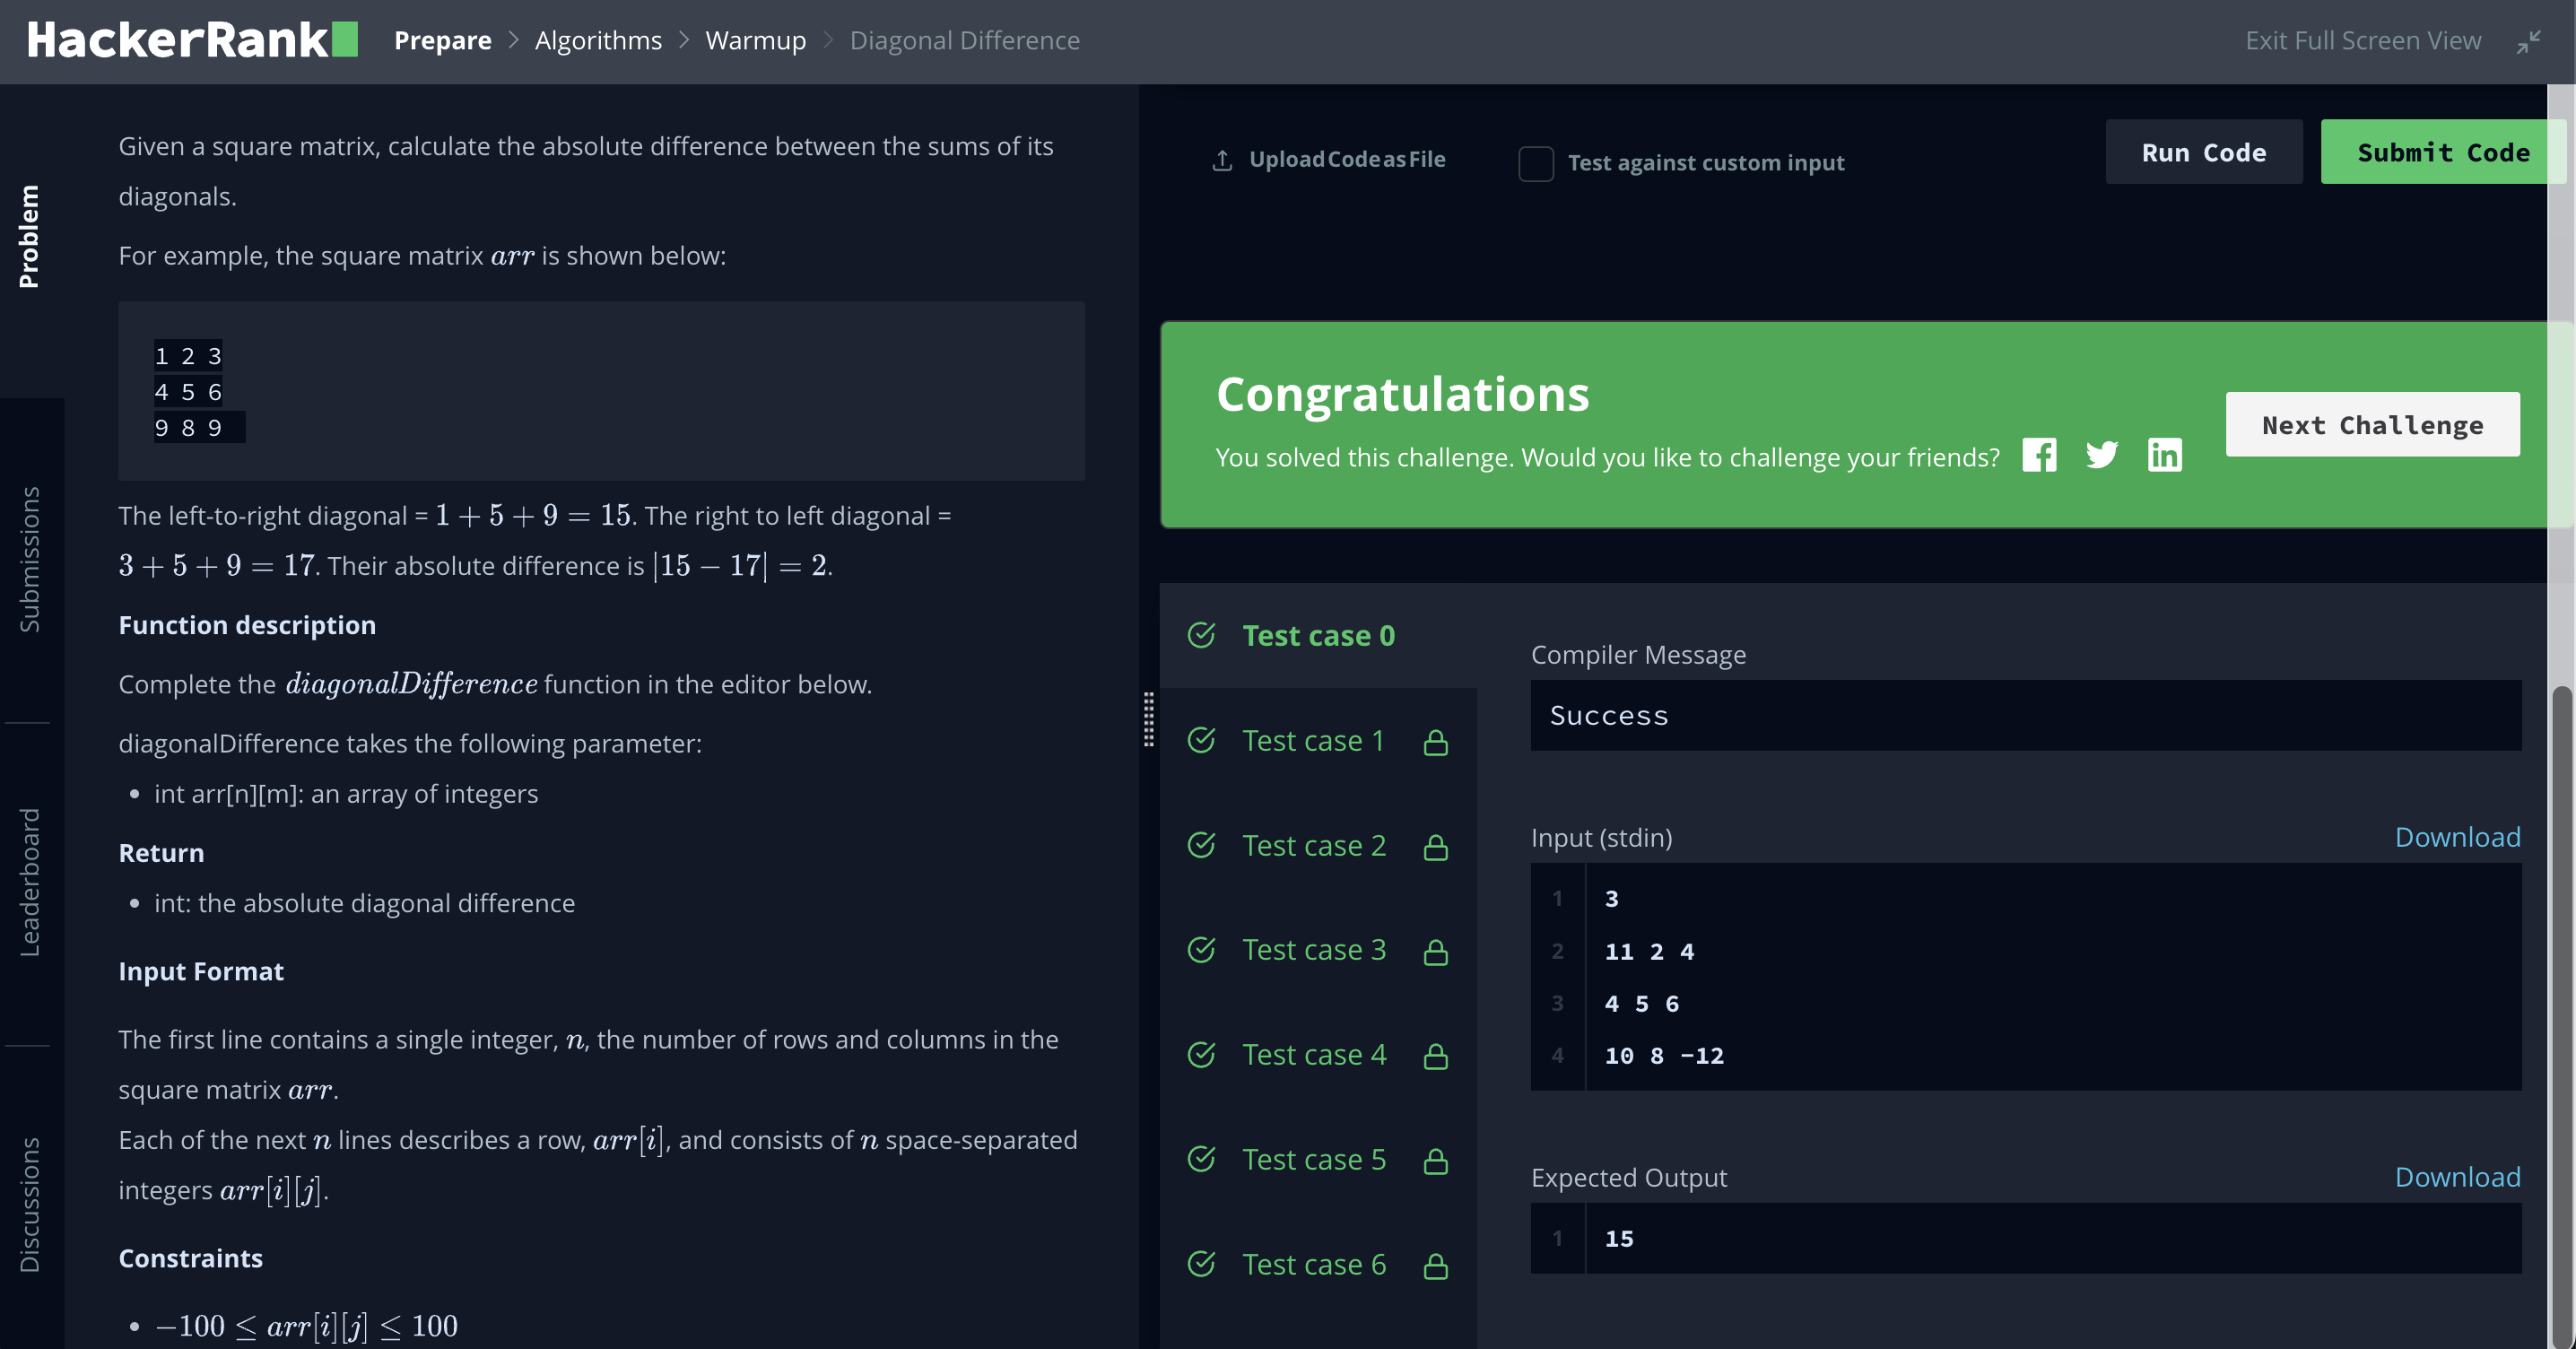 HackerRank Prepare > Algorithms > Warmup > Diagonal Difference
Exit Full Screen View
Problem
Submissions
Leaderboard
Discussions
Given a square matrix, calculate the absolute difference between the sums of its
diagonals.
For example, the square matrix arr is shown below:
1 2 3
4 5 6
9 8 9
The left-to-right diagonal = 1 + 5 + 9 = 15. The right to left diagonal =
3 + 5 + 9 = 17. Their absolute difference is |15 − 17| = 2.
Function description
Complete the diagonalDifference function in the editor below.
diagonalDifference takes the following parameter:
• int arr[n][m]: an array of integers
Return
• int: the absolute diagonal difference
Input Format
The first line contains a single integer, n, the number of rows and columns in the
square matrix arr.
Each of the next n lines describes a row, arr[i], and consists of n space-separated
integers arr[i][j].
Constraints
• −100 ≤ arr[i][j] ≤ 100
Upload Code as File
Test against custom input
Run Code
Submit Code
Congratulations
You solved this challenge. Would you like to challenge your friends?
Next Challenge
Test case 0
Test case 1
Test case 2
Test case 3
Test case 4
Test case 5
Test case 6
Compiler Message
Success
Input (stdin)
Download
1 3
2 11 2 4
3 4 5 6
4 10 8 -12
Expected Output
Download
1 15